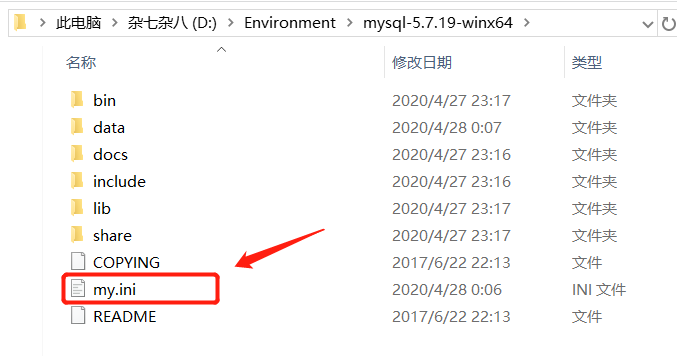 此电脑 > 杂七杂八 (D:) > Environment > mysql-5.7.19-winx64 >
名称 修改日期 类型
bin 2020/4/27 23:17 文件夹
data 2020/4/28 0:07 文件夹
docs 2020/4/27 23:16 文件夹
include 2020/4/27 23:16 文件夹
lib 2020/4/27 23:17 文件夹
share 2020/4/27 23:16 文件夹
COPYING 2017/6/22 22:13 文件
my.ini 2020/4/28 0:06 INI 文件
README 2017/6/22 22:13 文件